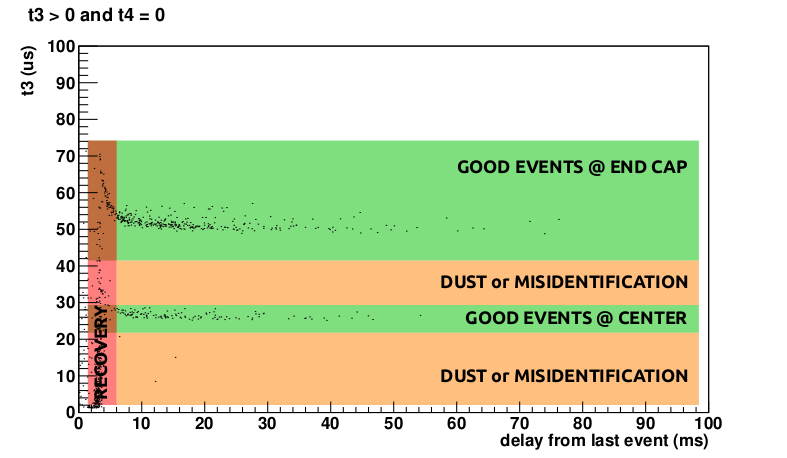 t3 > 0 and t4 = 0
t3 (us)
100
90
80
70
60
50
40
30
20
10
0
GOOD EVENTS @ END CAP
DUST or MISIDENTIFICATION
GOOD EVENTS @ CENTER
DUST or MISIDENTIFICATION
RECOVERY
0 10 20 30 40 50 60 70 80 90 100
delay from last event (ms)